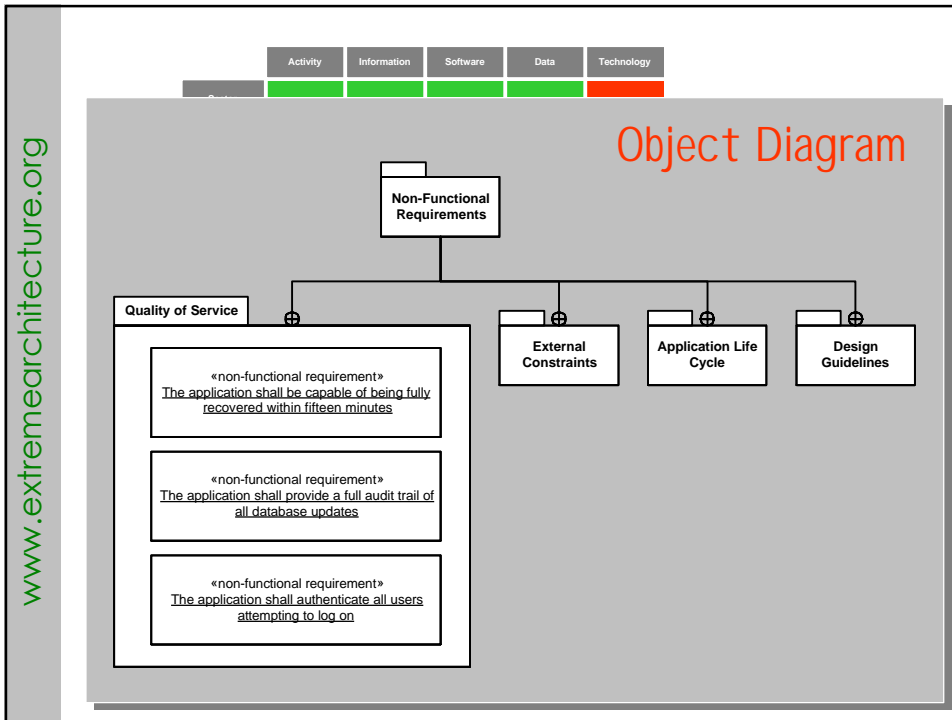 www.extremearchitecture.org
Activity
Information
Software
Data
Technology
Object Diagram
Non-Functional
Requirements
Quality of Service
«non-functional requirement»
The application shall be capable of being fully
recovered within fifteen minutes
«non-functional requirement»
The application shall provide a full audit trail of
all database updates
«non-functional requirement»
The application shall authenticate all users
attempting to log on
External
Constraints
Application Life
Cycle
Design
Guidelines